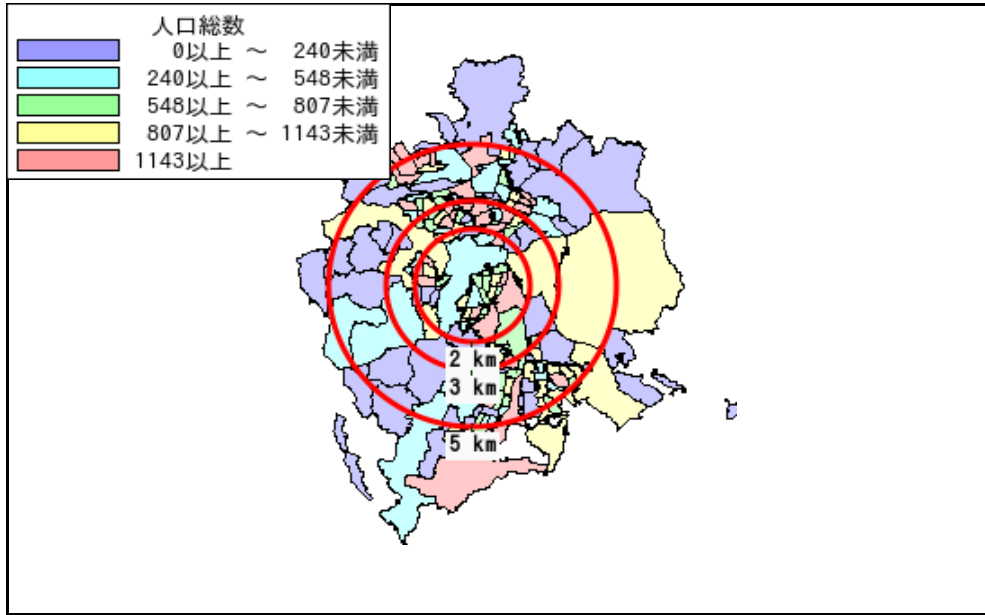 人口総数
0以上 ～ 240未満
240以上 ～ 548未満
548以上 ～ 807未満
807以上 ～ 1143未満
1143以上
2 km
3 km
5 km